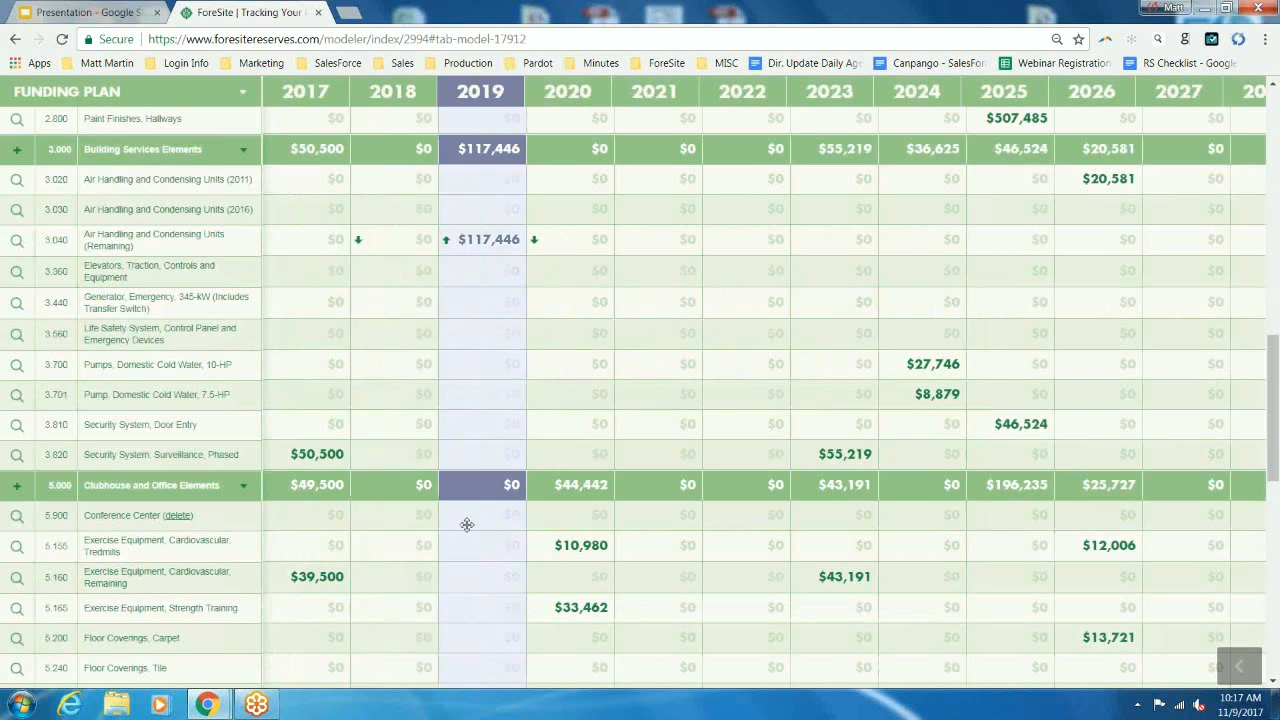 Presentation - Google S
ForeSite | Tracking Your
Matt
Secure
https://www.foresitereserves.com/modeler/index/2994#tab-model-17912
Apps Matt Martin Login Info Marketing SalesForce Sales Production Pardot Minutes ForeSite MISC Dir. Update Daily Age Canpango - SalesFor Webinar Registration RS Checklist - Google
FUNDING PLAN 2017 2018 2019 2020 2021 2022 2023 2024 2025 2026 2027 20
2.800 Paint Finishes, Hallways $0 $0 $0 $0 $0 $0 $0 $0 $507,485 $0 $0
3.000 Building Services Elements $50,500 $0 $117,446 $0 $0 $0 $55,219 $36,625 $46,524 $20,581 $0
3.020 Air Handling and Condensing Units (2011) $0 $0 $0 $0 $0 $0 $0 $0 $0 $20,581 $0
3.030 Air Handling and Condensing Units (2016) $0 $0 $0 $0 $0 $0 $0 $0 $0 $0 $0
3.040 Air Handling and Condensing Units (Remaining) $0 $0 $117,446 $0 $0 $0 $0 $0 $0 $0 $0
3.360 Elevators, Traction, Controls and Equipment $0 $0 $0 $0 $0 $0 $0 $0 $0 $0 $0
3.440 Generator, Emergency, 345-kW (Includes Transfer Switch) $0 $0 $0 $0 $0 $0 $0 $0 $0 $0 $0
3.560 Life Safety System, Control Panel and Emergency Devices $0 $0 $0 $0 $0 $0 $0 $0 $0 $0 $0
3.700 Pumps, Domestic Cold Water, 10-HP $0 $0 $0 $0 $0 $0 $0 $27,746 $0 $0 $0
3.701 Pump, Domestic Cold Water, 7.5-HP $0 $0 $0 $0 $0 $0 $0 $8,879 $0 $0 $0
3.810 Security System, Door Entry $0 $0 $0 $0 $0 $0 $0 $0 $46,524 $0 $0
3.820 Security System, Surveillance, Phased $50,500 $0 $0 $0 $0 $0 $55,219 $0 $0 $0 $0
5.000 Clubhouse and Office Elements $49,500 $0 $0 $44,442 $0 $0 $43,191 $0 $196,235 $25,727 $0
5.900 Conference Center (delete) $0 $0 $0 $0 $0 $0 $0 $0 $0 $0 $0
5.155 Exercise Equipment, Cardiovascular, Tredmills $0 $0 $0 $10,980 $0 $0 $0 $0 $0 $12,006 $0
5.160 Exercise Equipment, Cardiovascular, Remaining $39,500 $0 $0 $0 $0 $0 $43,191 $0 $0 $0 $0
5.165 Exercise Equipment, Strength Training $0 $0 $0 $33,462 $0 $0 $0 $0 $0 $0 $0
5.200 Floor Coverings, Carpet $0 $0 $0 $0 $0 $0 $0 $0 $0 $13,721 $0
5.240 Floor Coverings, Tile $0 $0 $0 $0 $0 $0 $0 $0 $0 $0 $0
10:17 AM
11/9/2017